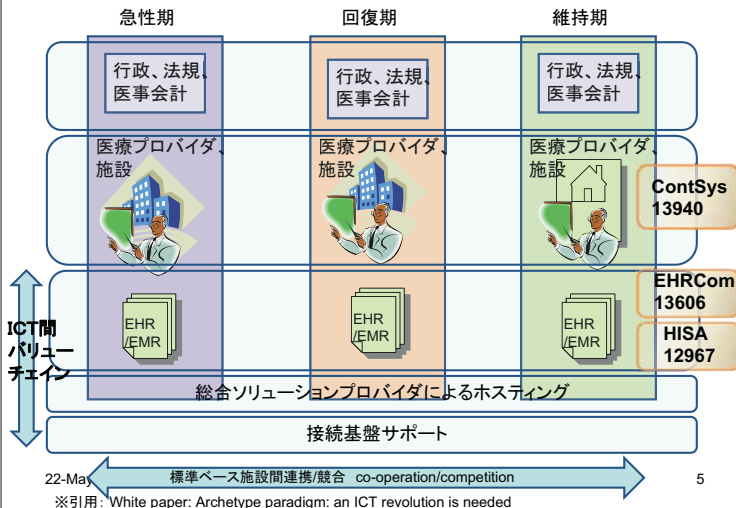 急性期
回復期
維持期
行政、法規、
医事会計
行政、法規、
医事会計
行政、法規、
医事会計
医療プロバイダ、
施設
医療プロバイダ、
施設
医療プロバイダ、
施設
ContSys
13940
EHR
/EMR
EHR
/EMR
EHR
/EMR
EHRCom
13606
HISA
12967
ICT間
バリュー
チェイン
総合ソリューションプロバイダによるホスティング
接続基盤サポート
22-May
標準ベース施設間連携/競合 co-operation/competition
5
※引用: White paper: Archetype paradigm: an ICT revolution is needed